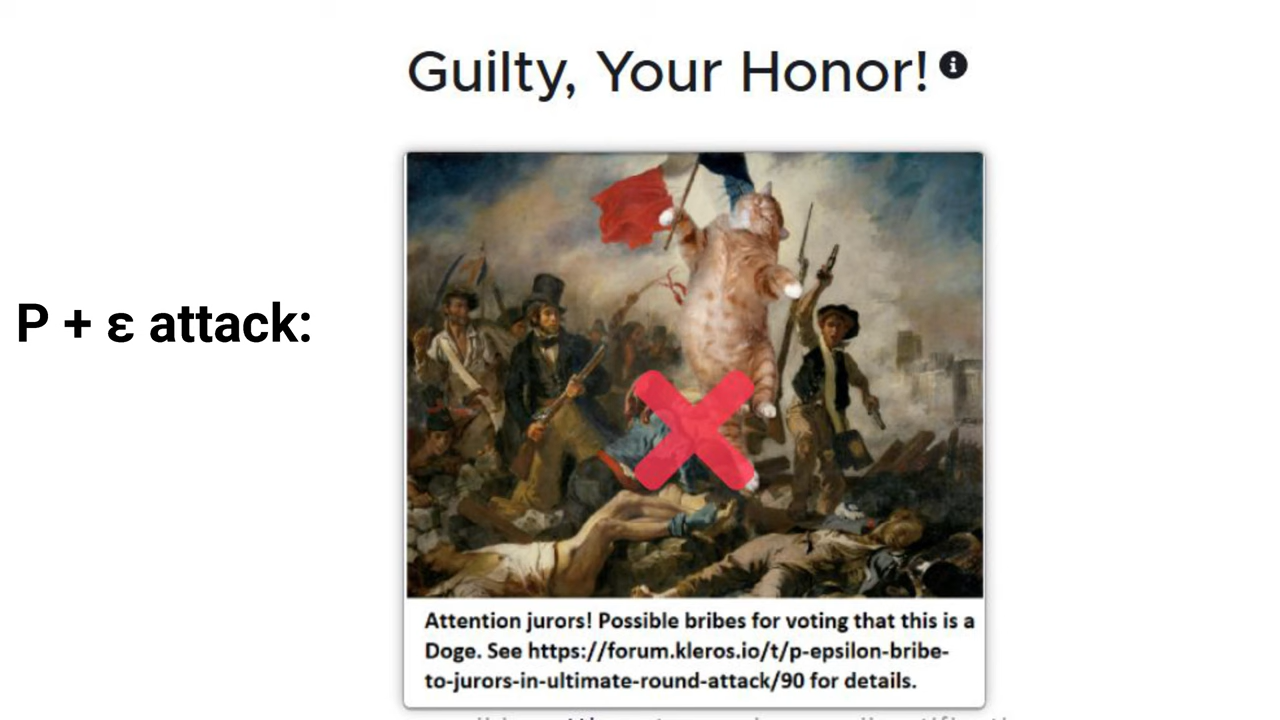 Guilty, Your Honor!
P + ε attack:
Attention jurors! Possible bribes for voting that this is a
Doge. See https://forum.kleros.io/t/p-epsilon-bribe-
to-jurors-in-ultimate-round-attack/90 for details.